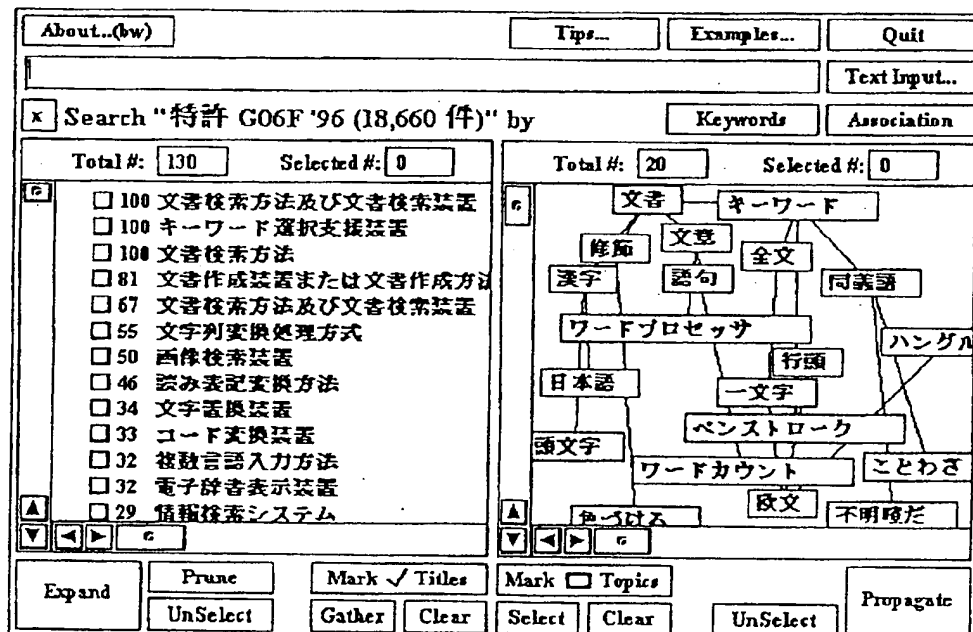 About...(bw) Tips... Examples... Quit
Text Input...
x Search "特許 G06F '96 (18,660 件)" by Keywords Association
Total #: 130 Selected #: 0
100 文書検索方法及び文書検索装置
100 キーワード選択支援装置
100 文書検索方法
81 文書作成装置または文書作成方法
67 文書検索方法及び文書検索装置
55 文字列変換処理方式
50 画像検索装置
46 読み表記変換方法
34 文字置換装置
33 コード変換装置
32 複数言語入力方法
32 電子辞書表示装置
29 情報検索システム
G
G
Total #: 20 Selected #: 0
G
文書 キーワード
修飾 文章 全文
漢字 語句 同義語
ワードプロセッサ ハングル
行頭
日本語 一文字
ペンストローク
頭文字 ワードカウント ことわざ
欧文
色づける 不明瞭だ
G
Expand Prune Mark ✓ Titles Mark Topics Propagate
UnSelect Gather Clear Select Clear UnSelect